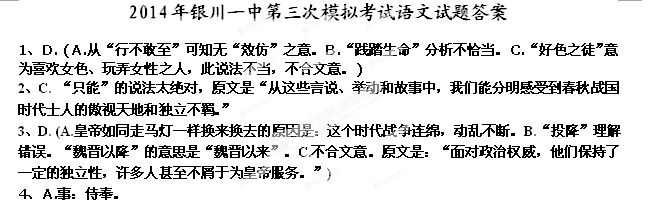 2014年银川一中第三次模拟考试语文试题答案
1、D.(A.从“行不敢至”可知无“效仿”之意。B.“践踏生命”分析不恰当。C.“好色之徒”意
为喜欢女色、玩弄女性之人，此说法不当，不合文意。)
2、C. “只能”的说法太绝对，原文是“从这些言说、举动和故事中，我们能分明感受到春秋战国
时代士人的傲视天地和独立不羁。”
3、D. (A.皇帝如同走马灯一样换来换去的原因是：这个时代战争连绵，动乱不断。B.“投降”理解
错误。“魏晋以降”的意思是“魏晋以来”。C.不合文意。原文是：“面对政治权威，他们保持了
一定的独立性，许多人甚至不屑于为皇帝服务。”)
4、A.事：侍奉。